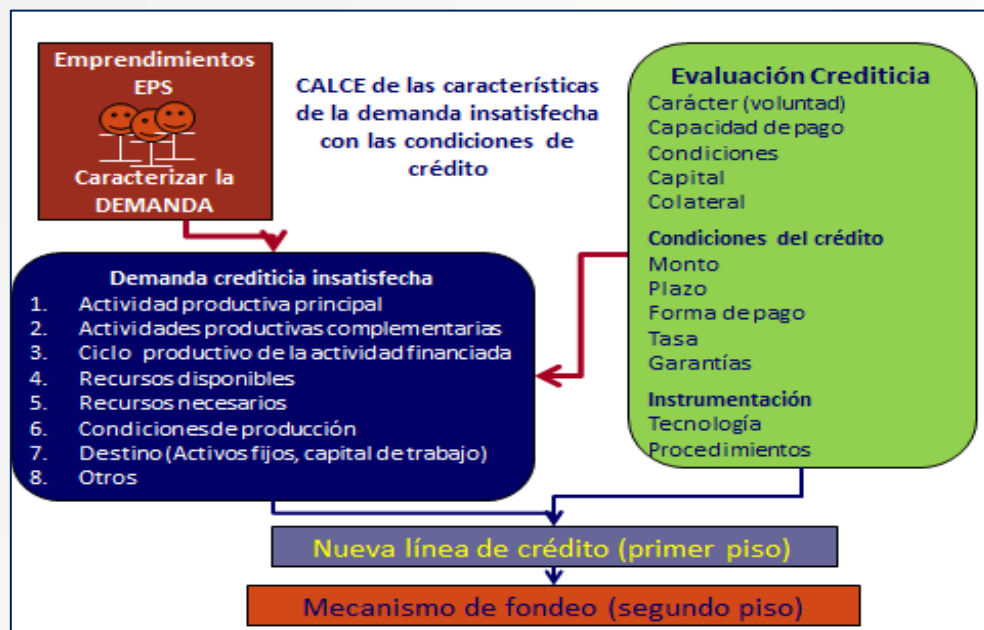 Emprendimientos
EPS
Caracterizar la
DEMANDA
CALCE de las características
de la demanda insatisfecha
con las condiciones de
crédito
Evaluación Crediticia
Carácter (voluntad)
Capacidad de pago
Condiciones
Capital
Colateral
Condiciones del crédito
Monto
Plazo
Forma de pago
Tasa
Garantías
Instrumentación
Tecnología
Procedimientos
Demanda crediticia insatisfecha
1. Actividad productiva principal
2. Actividades productivas complementarias
3. Ciclo productivo de la actividad financiada
4. Recursos disponibles
5. Recursos necesarios
6. Condiciones de producción
7. Destino (Activos fijos, capital de trabajo)
8. Otros
Nueva línea de crédito (primer piso)
Mecanismo de fondeo (segundo piso)